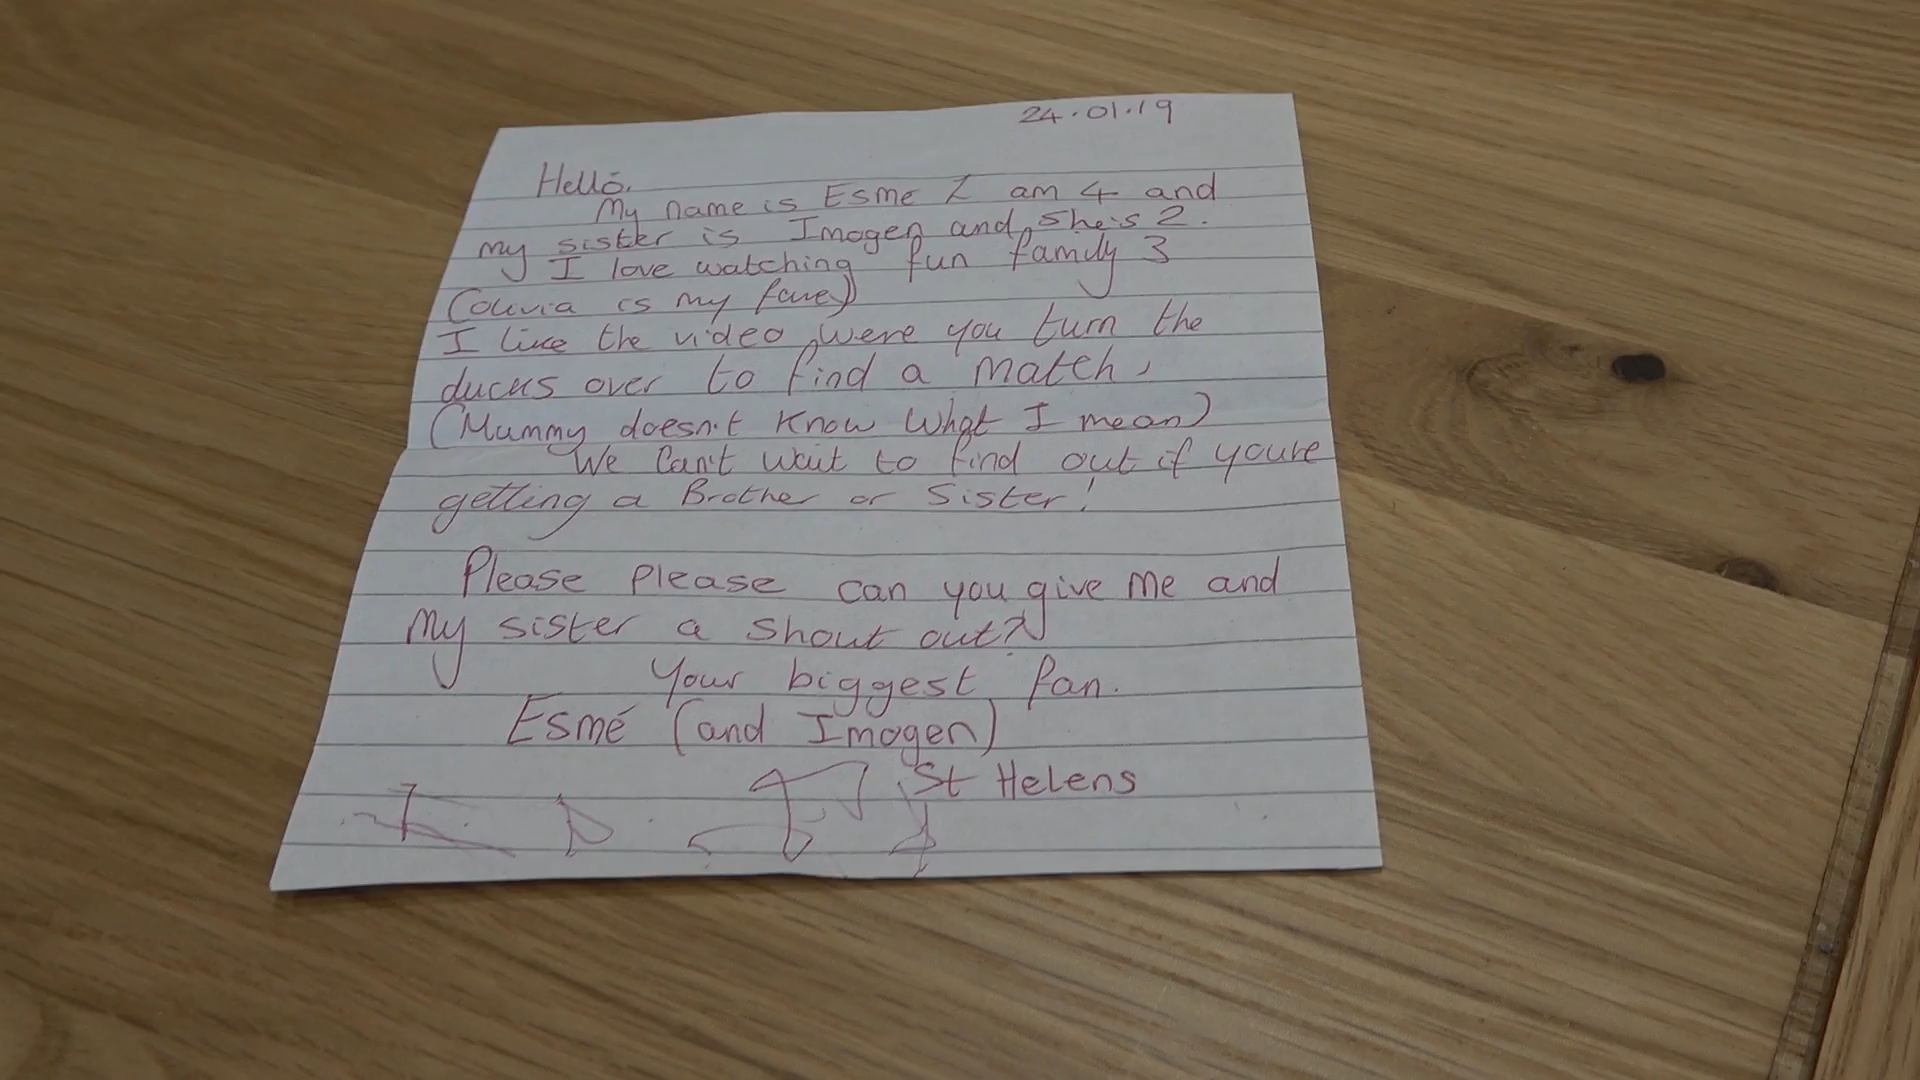 24.01.19
Hello,
My name is Esme I am 4 and
my sister is Imogen and she's 2.
I love watching fun family 3
(Olivia is my fave)
I like the video were you turn the
ducks over to find a match,
(Mummy doesn't know what I mean)
We can't wait to find out if youre
getting a Brother or Sister!
Please please can you give me and
my sister a shout out?
Your biggest fan.
Esmé (and Imogen)
St Helens